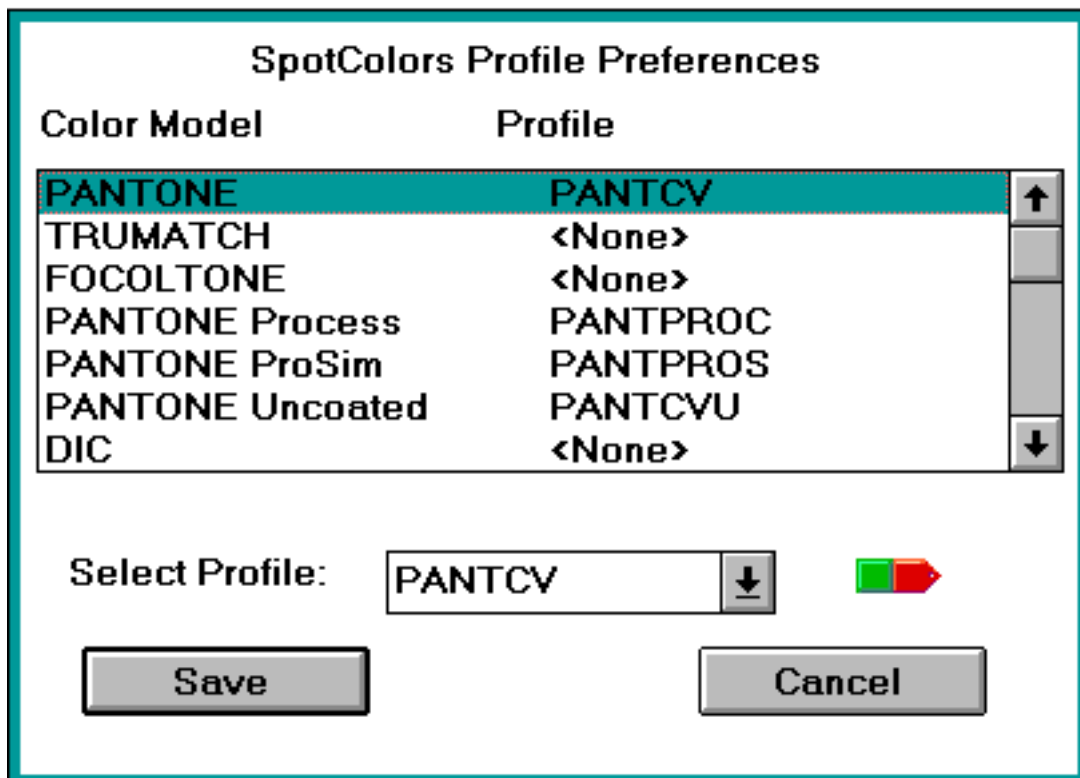 SpotColors Profile Preferences
Color Model Profile
PANTONE PANTCV
TRUMATCH <None>
FOCOLTONE <None>
PANTONE Process PANTPROC
PANTONE ProSim PANTPROS
PANTONE Uncoated PANTCVU
DIC <None>
Select Profile: PANTCV
Save Cancel